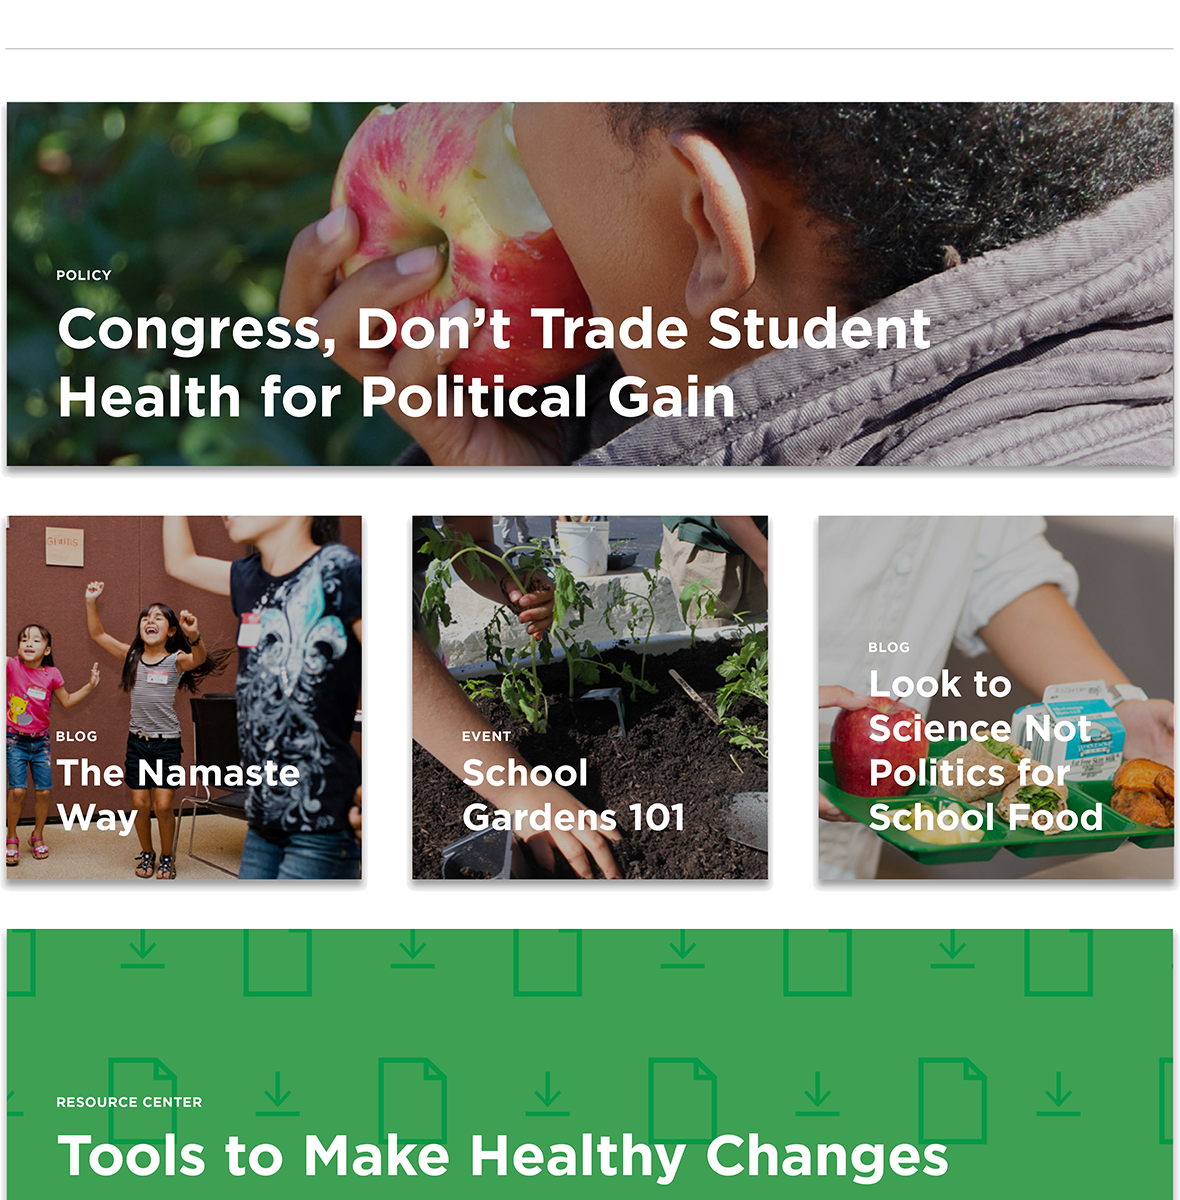 POLICY
Congress, Don’t Trade Student
Health for Political Gain
BLOG
The Namaste
Way
EVENT
School
Gardens 101
BLOG
Look to
Science Not
Politics for
School Food
RESOURCE CENTER
Tools to Make Healthy Changes